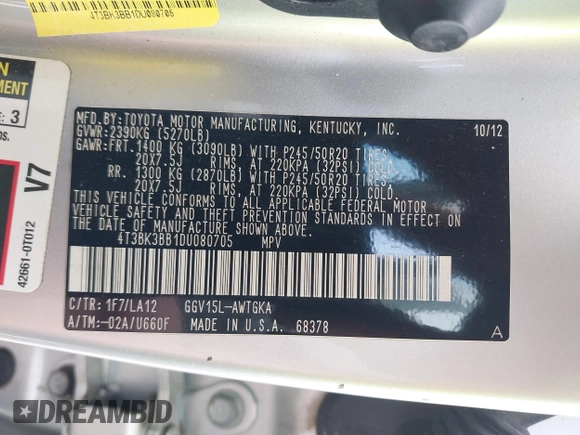 4T3BK3BB1DU080705
MENT
: 3
V7
42661-0T012
MFD.BY:TOYOTA MOTOR MANUFACTURING, KENTUCKY, INC. 10/12
GVWR:2390KG (5270LB)
GAWR:FRT. 1400 KG (3090LB) WITH P245/50R20 TIRES,
20X7.5J RIMS, AT 220KPA (32PSI) COLD.
RR. 1300 KG (2870LB) WITH P245/50R20 TIRES,
20X7.5J RIMS, AT 220KPA (32PSI) COLD.
THIS VEHICLE CONFORMS TO ALL APPLICABLE FEDERAL MOTOR
VEHICLE SAFETY AND THEFT PREVENTION STANDARDS IN EFFECT ON
THE DATE OF MANUFACTURE SHOWN ABOVE.
4T3BK3BB1DU080705 MPV
C/TR: 1F7/LA12 GGV15L-AWTGKA
A/TM:-02A/U660F MADE IN U.S.A. 68378 A
DREAMBID